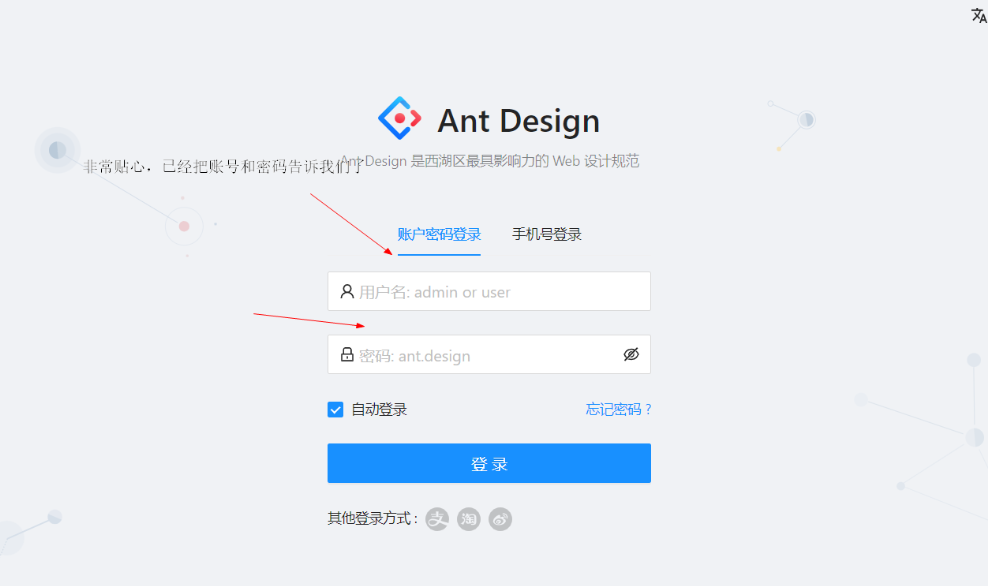 Ant Design
Ant Design 是西湖区最具影响力的 Web 设计规范
非常贴心，已经把账号和密码告诉我们了
账户密码登录 手机号登录
用户名: admin or user
密码: ant.design
自动登录 忘记密码 ?
登 录
其他登录方式 :
支 淘